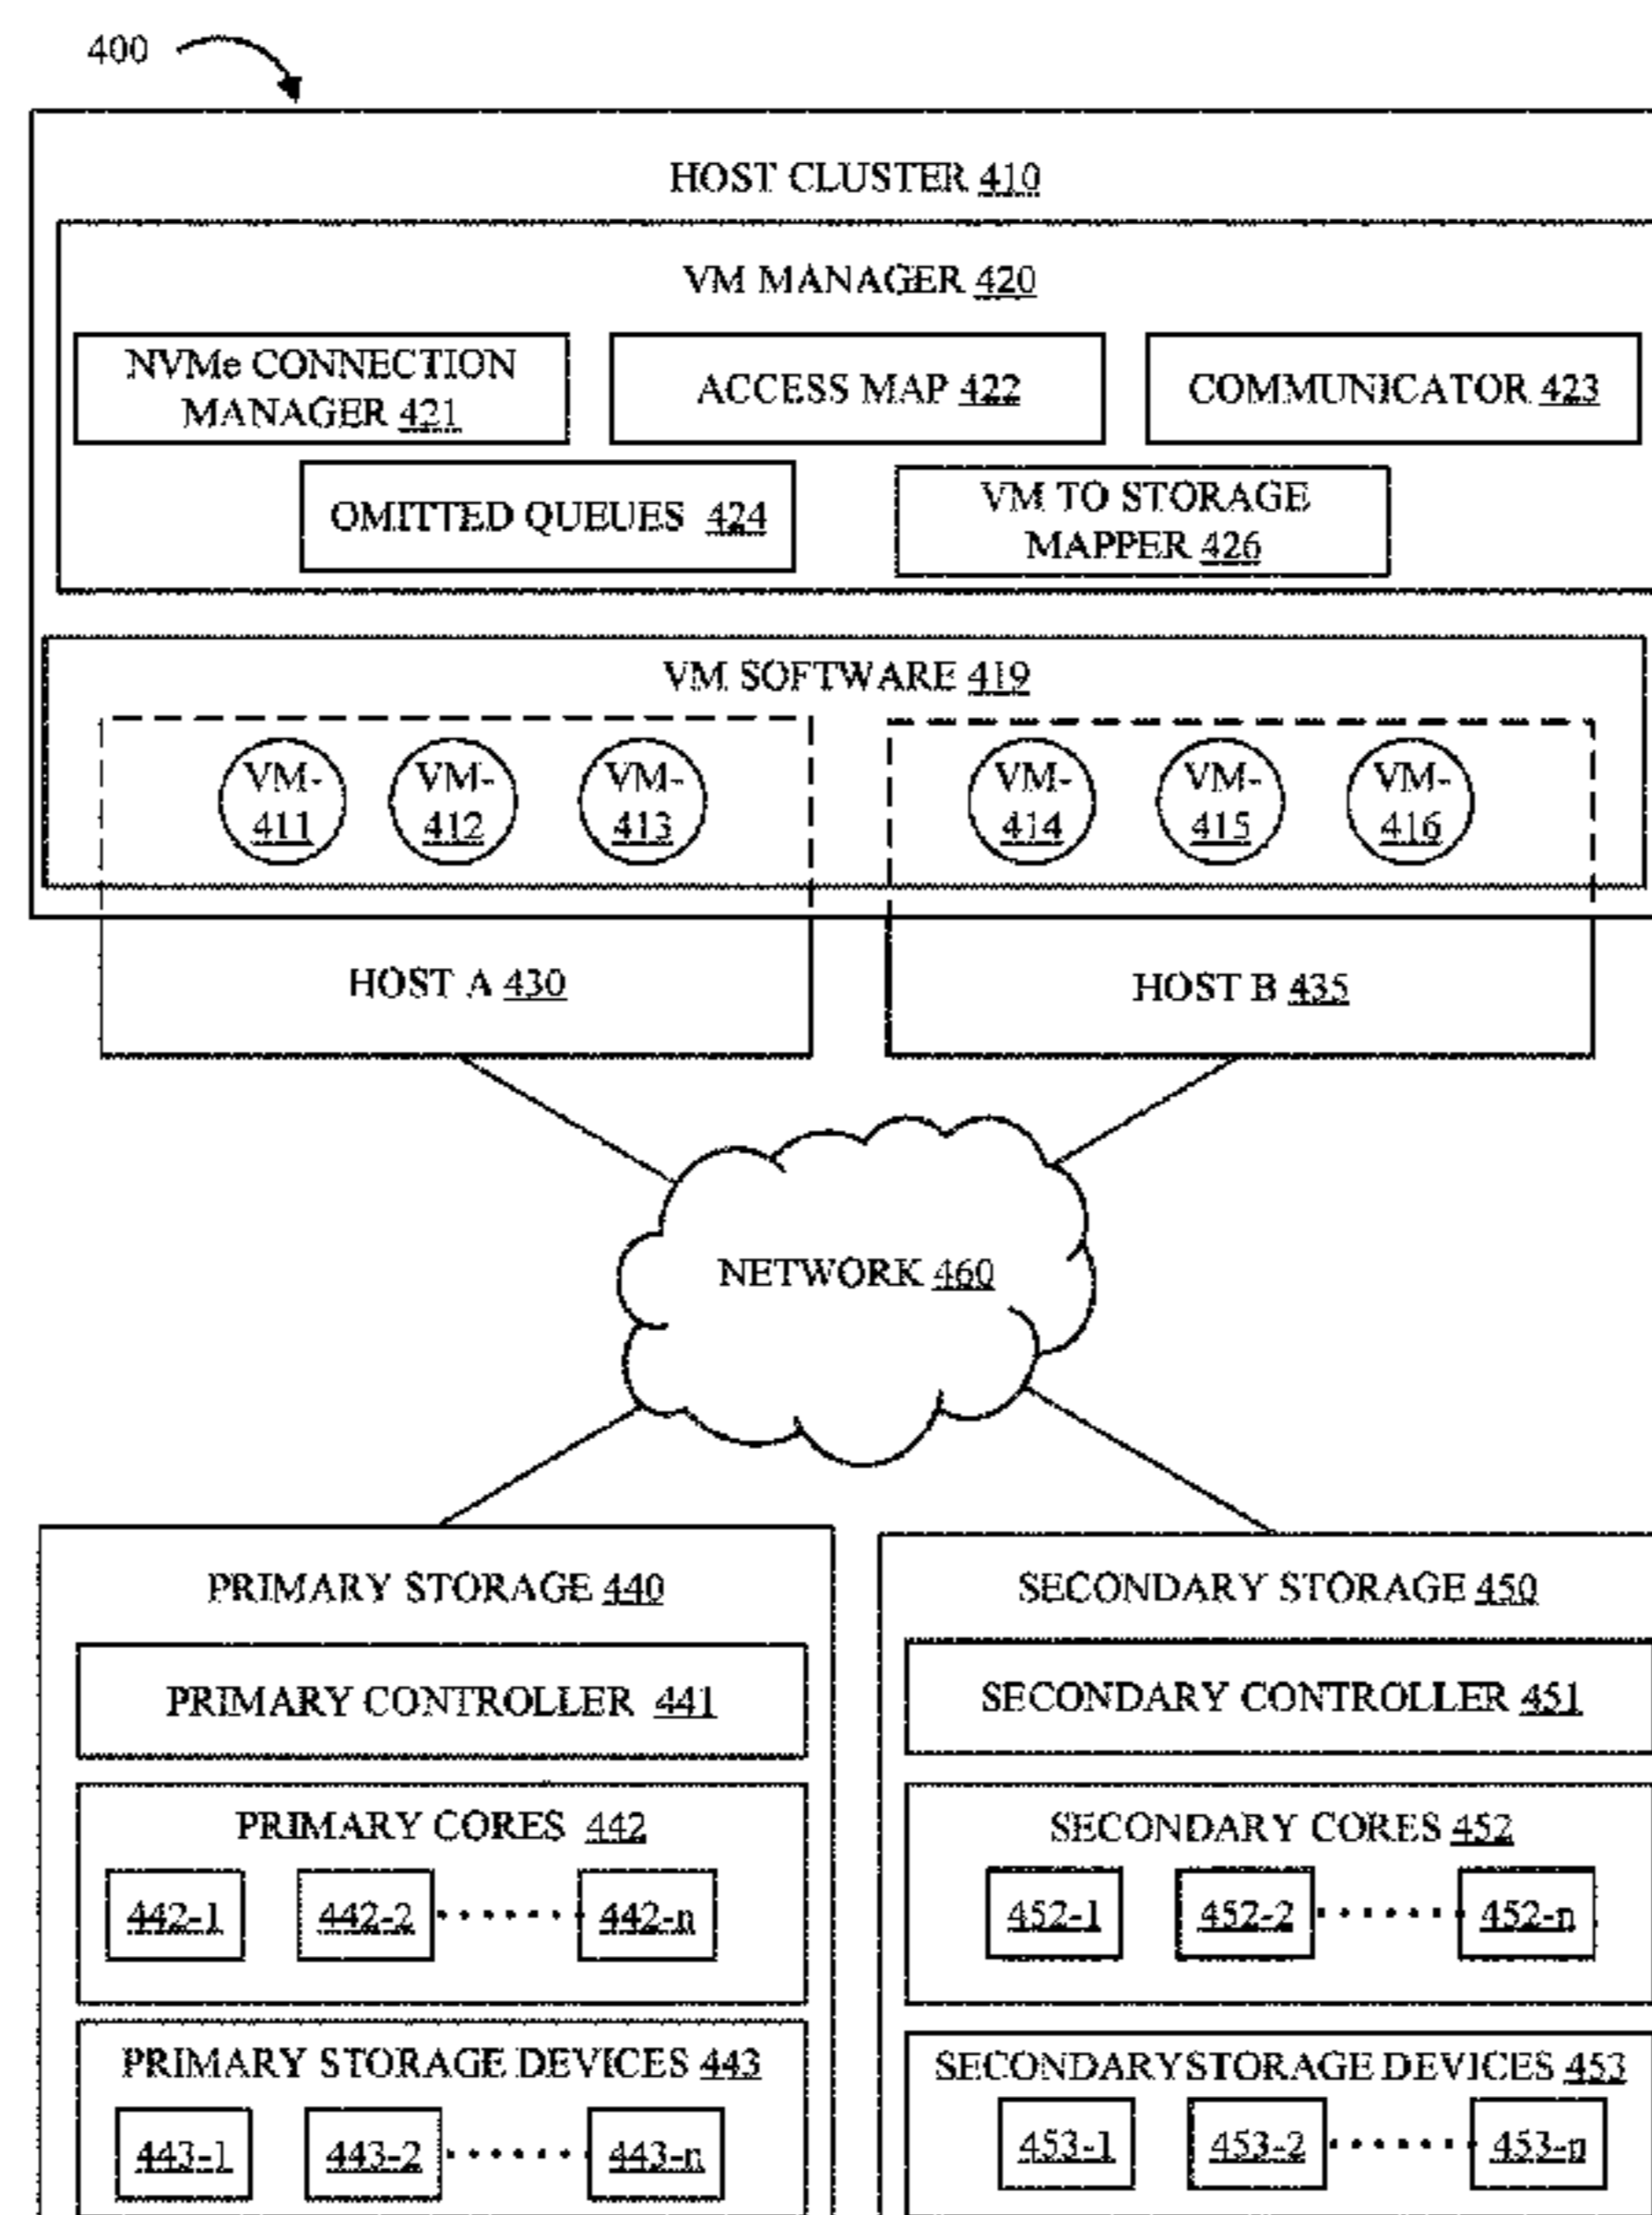 400
HOST CLUSTER 410
VM MANAGER 420
NVMe CONNECTION
MANAGER 421
ACCESS MAP 422
COMMUNICATOR 423
OMITTED QUEUES 424
VM TO STORAGE
MAPPER 426
VM SOFTWARE 419
VM-
411
VM-
412
VM-
413
VM-
414
VM-
415
VM-
416
HOST A 430
HOST B 435
NETWORK 460
PRIMARY STORAGE 440
PRIMARY CONTROLLER 441
PRIMARY CORES 442
442-1 442-2 442-n
PRIMARY STORAGE DEVICES 443
443-1 443-2 443-n
SECONDARY STORAGE 450
SECONDARY CONTROLLER 451
SECONDARY CORES 452
452-1 452-2 452-n
SECONDARY STORAGE DEVICES 453
453-1 453-2 453-n